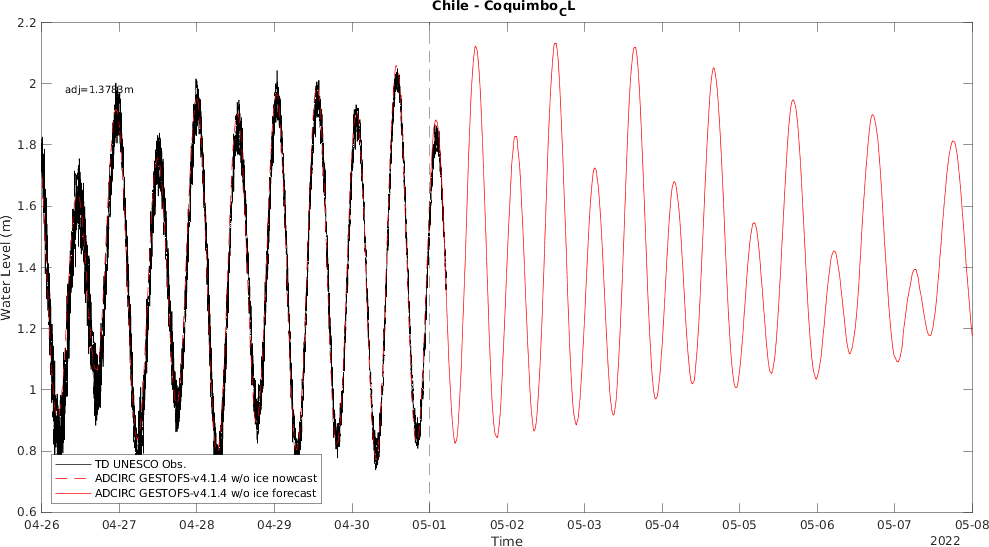 Chile - Coquimbo_CL
2.2
2
1.8
1.6
1.4
1.2
1
0.8
0.6
Water Level (m)
adj=1.3783m
TD UNESCO Obs.
ADCIRC GESTOFS-v4.1.4 w/o ice nowcast
ADCIRC GESTOFS-v4.1.4 w/o ice forecast
04-26 04-27 04-28 04-29 04-30 05-01 05-02 05-03 05-04 05-05 05-06 05-07 05-08
Time
2022